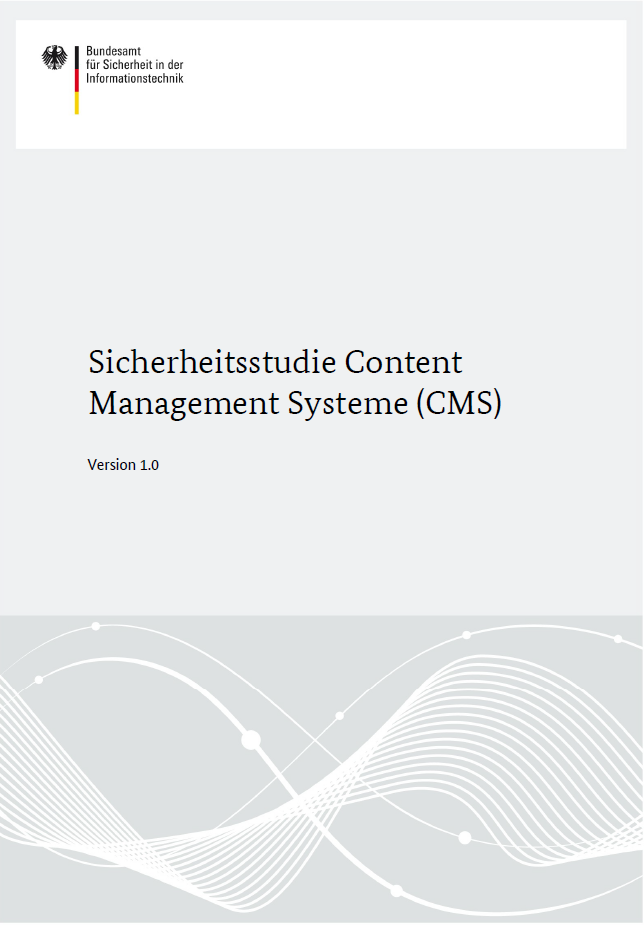 Bundesamt
für Sicherheit in der
Informationstechnik
Sicherheitsstudie Content
Management Systeme (CMS)
Version 1.0